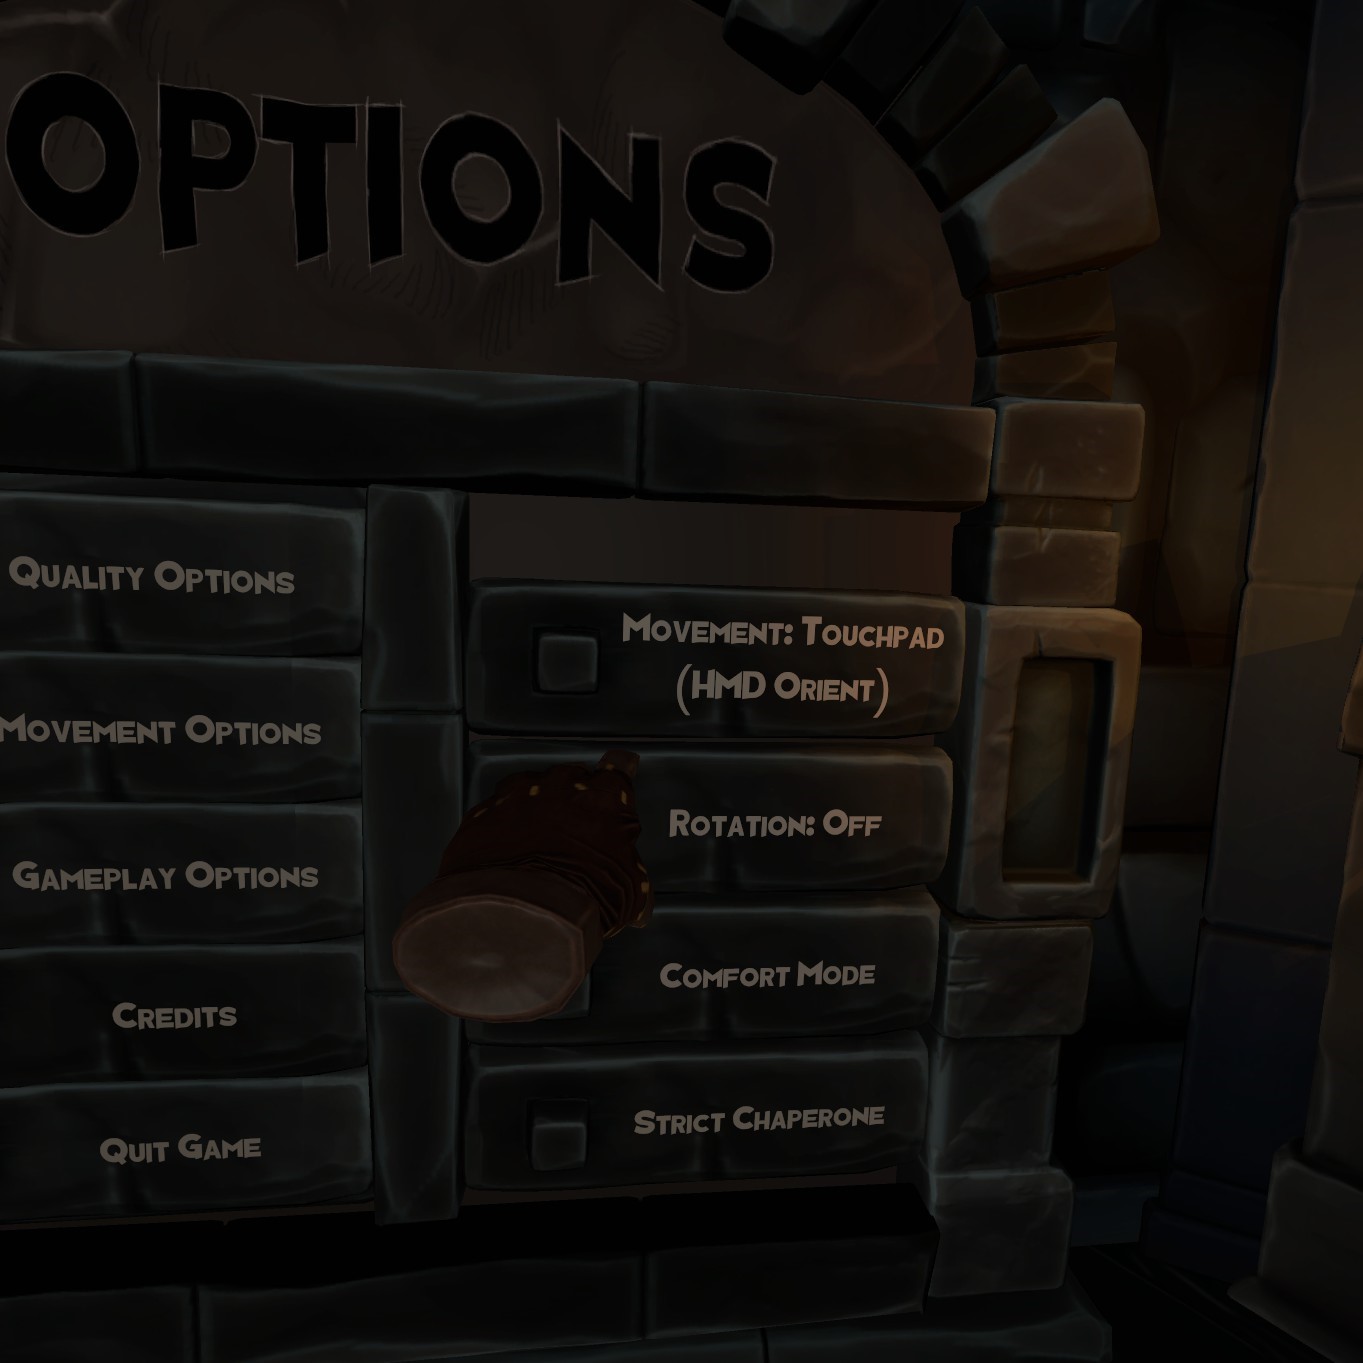 OPTIONS
QUALITY OPTIONS
MOVEMENT OPTIONS
GAMEPLAY OPTIONS
CREDITS
QUIT GAME
MOVEMENT: TOUCHPAD
(HMD ORIENT)
ROTATION: OFF
COMFORT MODE
STRICT CHAPERONE